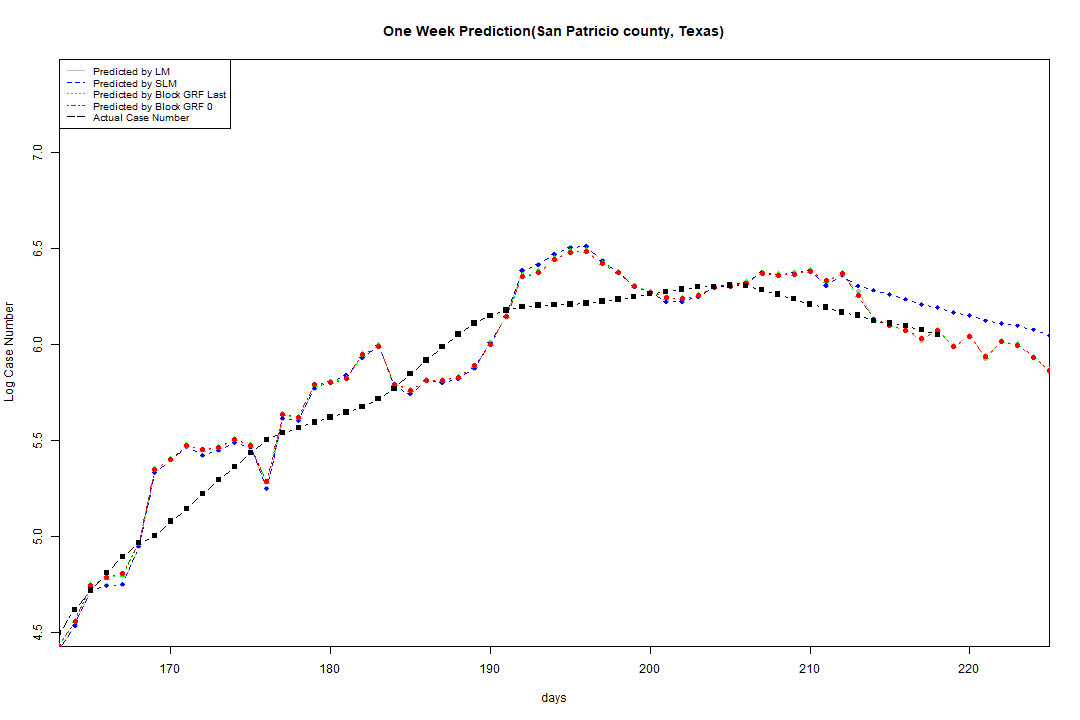 One Week Prediction(San Patricio county, Texas)
Predicted by LM
Predicted by SLM
Predicted by Block GRF Last
Predicted by Block GRF 0
Actual Case Number
Log Case Number
7.0
6.5
6.0
5.5
5.0
4.5
170 180 190 200 210 220
days